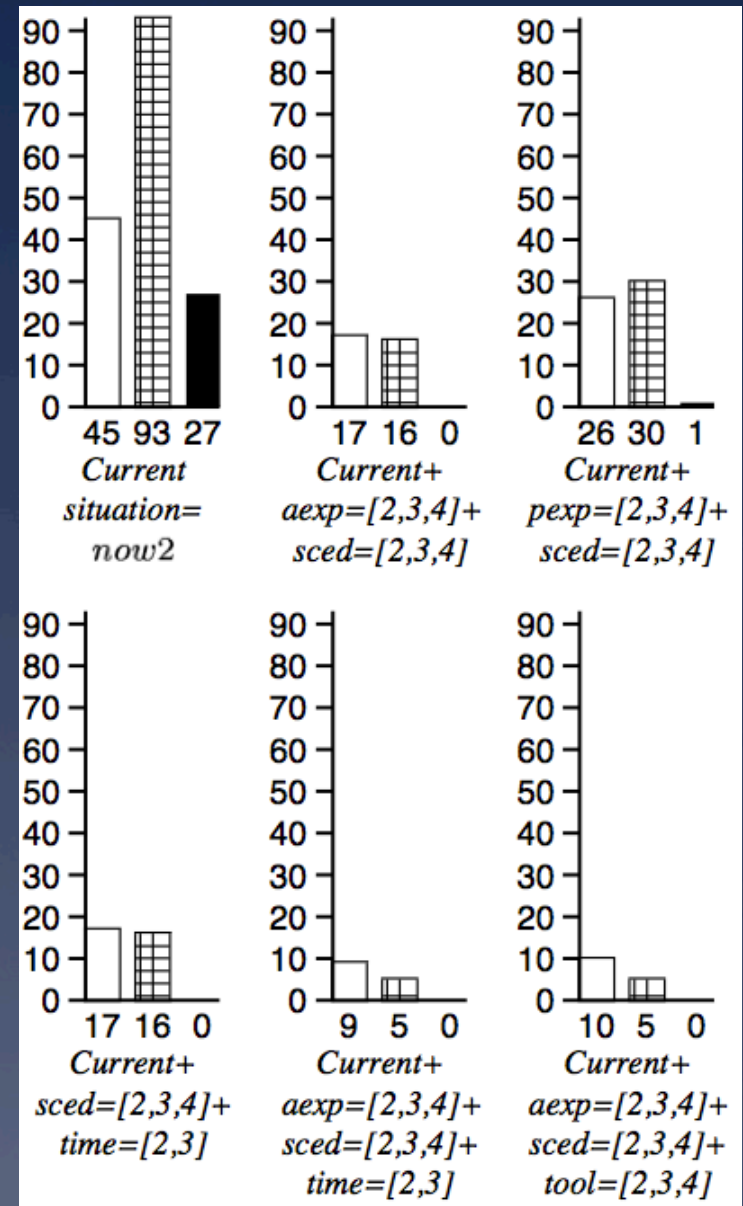 90 90 90
80 80 80
70 70 70
60 60 60
50 50 50
40 40 40
30 30 30
20 20 20
10 10 10
0 0 0
45 93 27 17 16 0 26 30 1
Current Current+ Current+
situation= aexp=[2,3,4]+ pexp=[2,3,4]+
now2 sced=[2,3,4] sced=[2,3,4]
90 90 90
80 80 80
70 70 70
60 60 60
50 50 50
40 40 40
30 30 30
20 20 20
10 10 10
0 0 0
17 16 0 9 5 0 10 5 0
Current+ Current+ Current+
sced=[2,3,4]+ aexp=[2,3,4]+ aexp=[2,3,4]+
time=[2,3] sced=[2,3,4]+ sced=[2,3,4]+
time=[2,3] tool=[2,3,4]